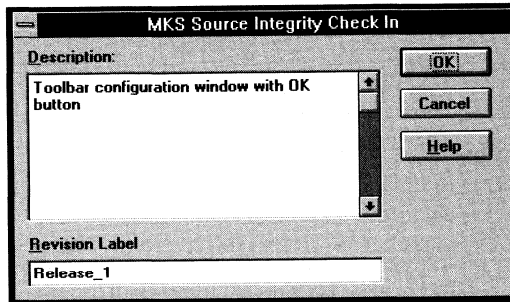 MKS Source Integrity Check In
Description:
Toolbar configuration window with OK
button
OK
Cancel
Help
Revision Label
Release_1